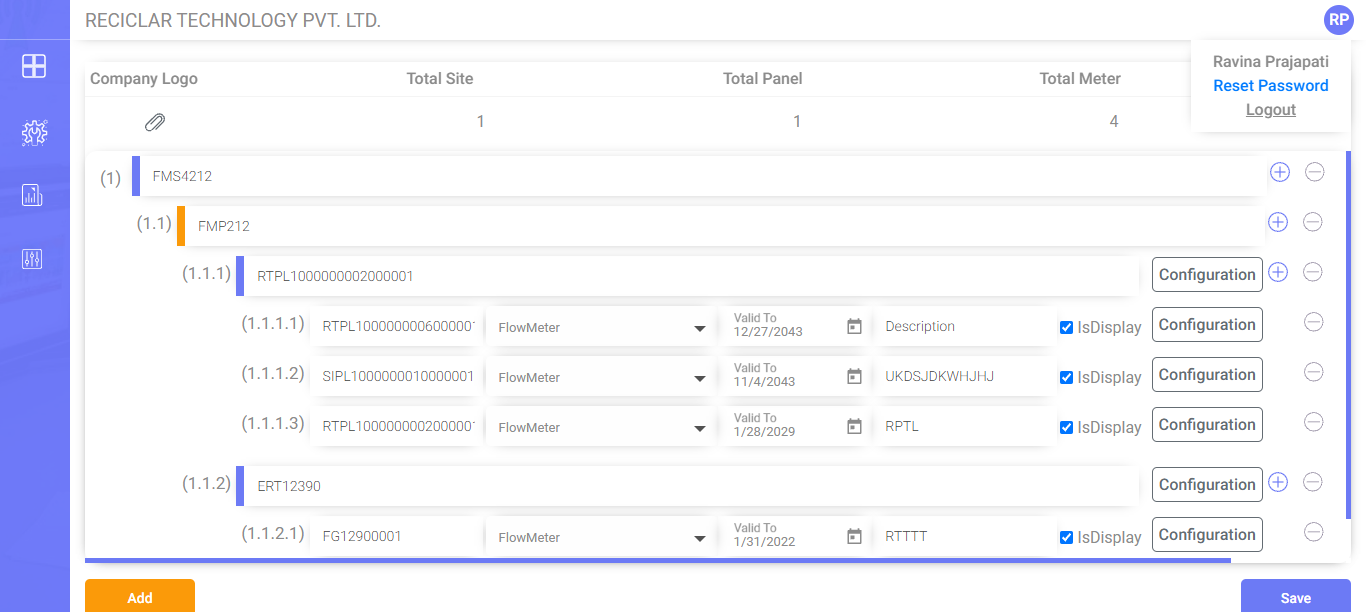 RECICLAR TECHNOLOGY PVT. LTD.
RP
Ravina Prajapati
Reset Password
Logout
Company Logo Total Site Total Panel Total Meter
1 1 4
(1) FMS4212
(1.1) FMP212
(1.1.1) RTPL1000000002000001 Configuration
(1.1.1.1) RTPL100000000600000 FlowMeter Valid To 12/27/2043 Description IsDisplay Configuration
(1.1.1.2) SIPL1000000010000001 FlowMeter Valid To 11/4/2043 UKDSJDKWHJHJ IsDisplay Configuration
(1.1.1.3) RTPL100000000200000 FlowMeter Valid To 1/28/2029 RPTL IsDisplay Configuration
(1.1.2) ERT12390 Configuration
(1.1.2.1) FG12900001 FlowMeter Valid To 1/31/2022 RTTTT IsDisplay Configuration
Add Save